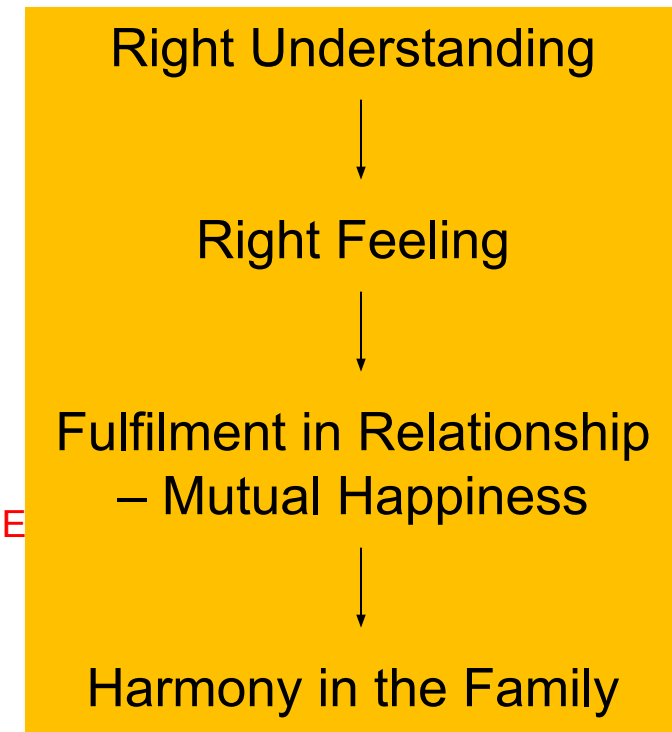 Right Understanding
Right Feeling
Fulfilment in Relationship
– Mutual Happiness
E
Harmony in the Family